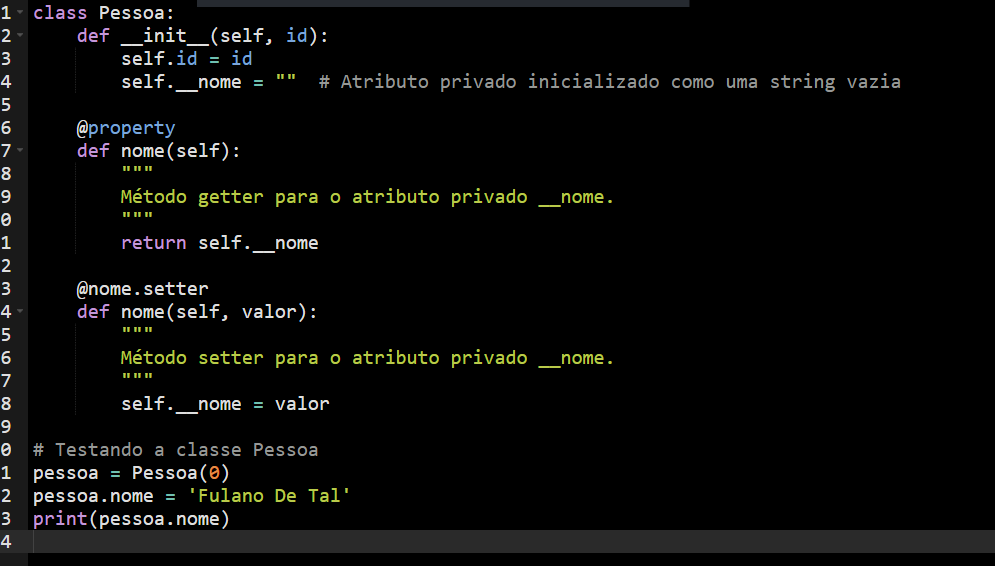 1 class Pessoa:
2     def __init__(self, id):
3         self.id = id
4         self.__nome = ""  # Atributo privado inicializado como uma string vazia
5
6     @property
7     def nome(self):
8         """
9         Método getter para o atributo privado __nome.
0         """
1         return self.__nome
2
3     @nome.setter
4     def nome(self, valor):
5         """
6         Método setter para o atributo privado __nome.
7         """
8         self.__nome = valor
9
0 # Testando a classe Pessoa
1 pessoa = Pessoa(0)
2 pessoa.nome = 'Fulano De Tal'
3 print(pessoa.nome)
4